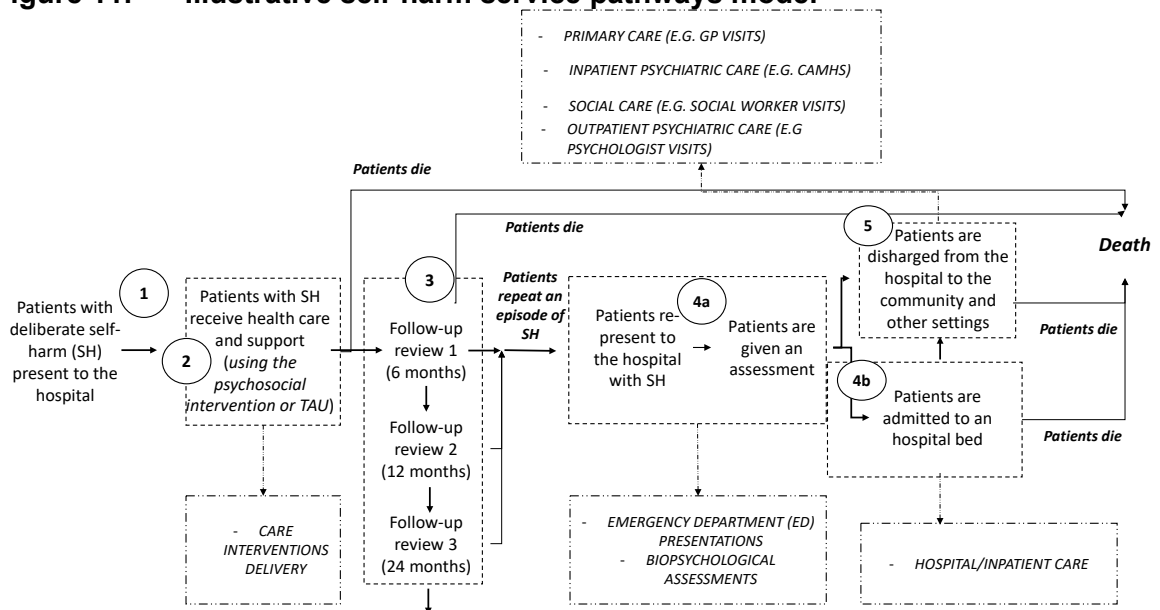 Illustrative self-harm service pathways model
- PRIMARY CARE (E.G. GP VISITS)
- INPATIENT PSYCHIATRIC CARE (E.G. CAMHS)
- SOCIAL CARE (E.G. SOCIAL WORKER VISITS)
- OUTPATIENT PSYCHIATRIC CARE (E.G
PSYCHOLOGIST VISITS)
Patients die
Patients die
Death
1
Patients with
deliberate self-
harm (SH)
present to the
hospital
2
Patients with SH
receive health care
and support
(using the
psychosocial
intervention or TAU)
- CARE
INTERVENTIONS
DELIVERY
3
Follow-up
review 1
(6 months)
Follow-up
review 2
(12 months)
Follow-up
review 3
(24 months)
Patients
repeat an
episode of
SH
4a
Patients re-
present to
the hospital
with SH
Patients are
given an
assessment
- EMERGENCY DEPARTMENT (ED)
PRESENTATIONS
- BIOPSYCHOLOGICAL
ASSESSMENTS
5
Patients are
disharged from the
hospital to the
community and
other settings
Patients die
4b
Patients are
admitted to an
hospital bed
Patients die
- HOSPITAL/INPATIENT CARE